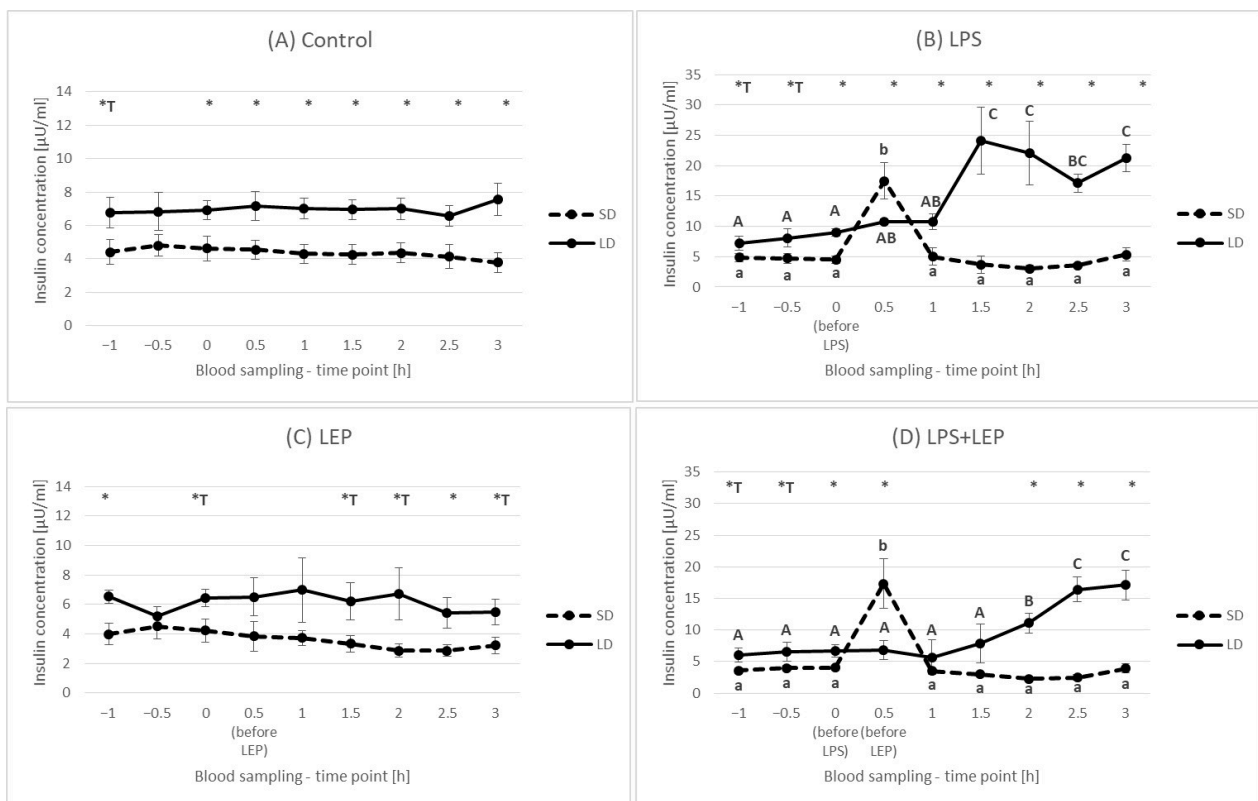 (A) Control
Insulin concentration [µU/ml]
14
12
10
8
6
4
2
0
*T * * * * * * *
SD
LD
−1 −0.5 0 0.5 1 1.5 2 2.5 3
Blood sampling - time point [h]
(B) LPS
Insulin concentration [µU/ml]
35
30
25
20
15
10
5
0
*T *T * * * * * * *
A A A b AB AB C C BC C
a a a a a a a a
SD
LD
−1 −0.5 0 0.5 1 1.5 2 2.5 3
(before
LPS)
Blood sampling - time point [h]
(C) LEP
Insulin concentration [µU/ml]
14
12
10
8
6
4
2
0
* *T *T *T * *T
SD
LD
−1 −0.5 0 0.5 1 1.5 2 2.5 3
(before
LEP)
Blood sampling - time point [h]
(D) LPS+LEP
Insulin concentration [µU/ml]
35
30
25
20
15
10
5
0
*T *T * * * * *
A A A b A A A B C C
a a a a a a a a
SD
LD
−1 −0.5 0 0.5 1 1.5 2 2.5 3
(before (before
LPS) LEP)
Blood sampling - time point [h]